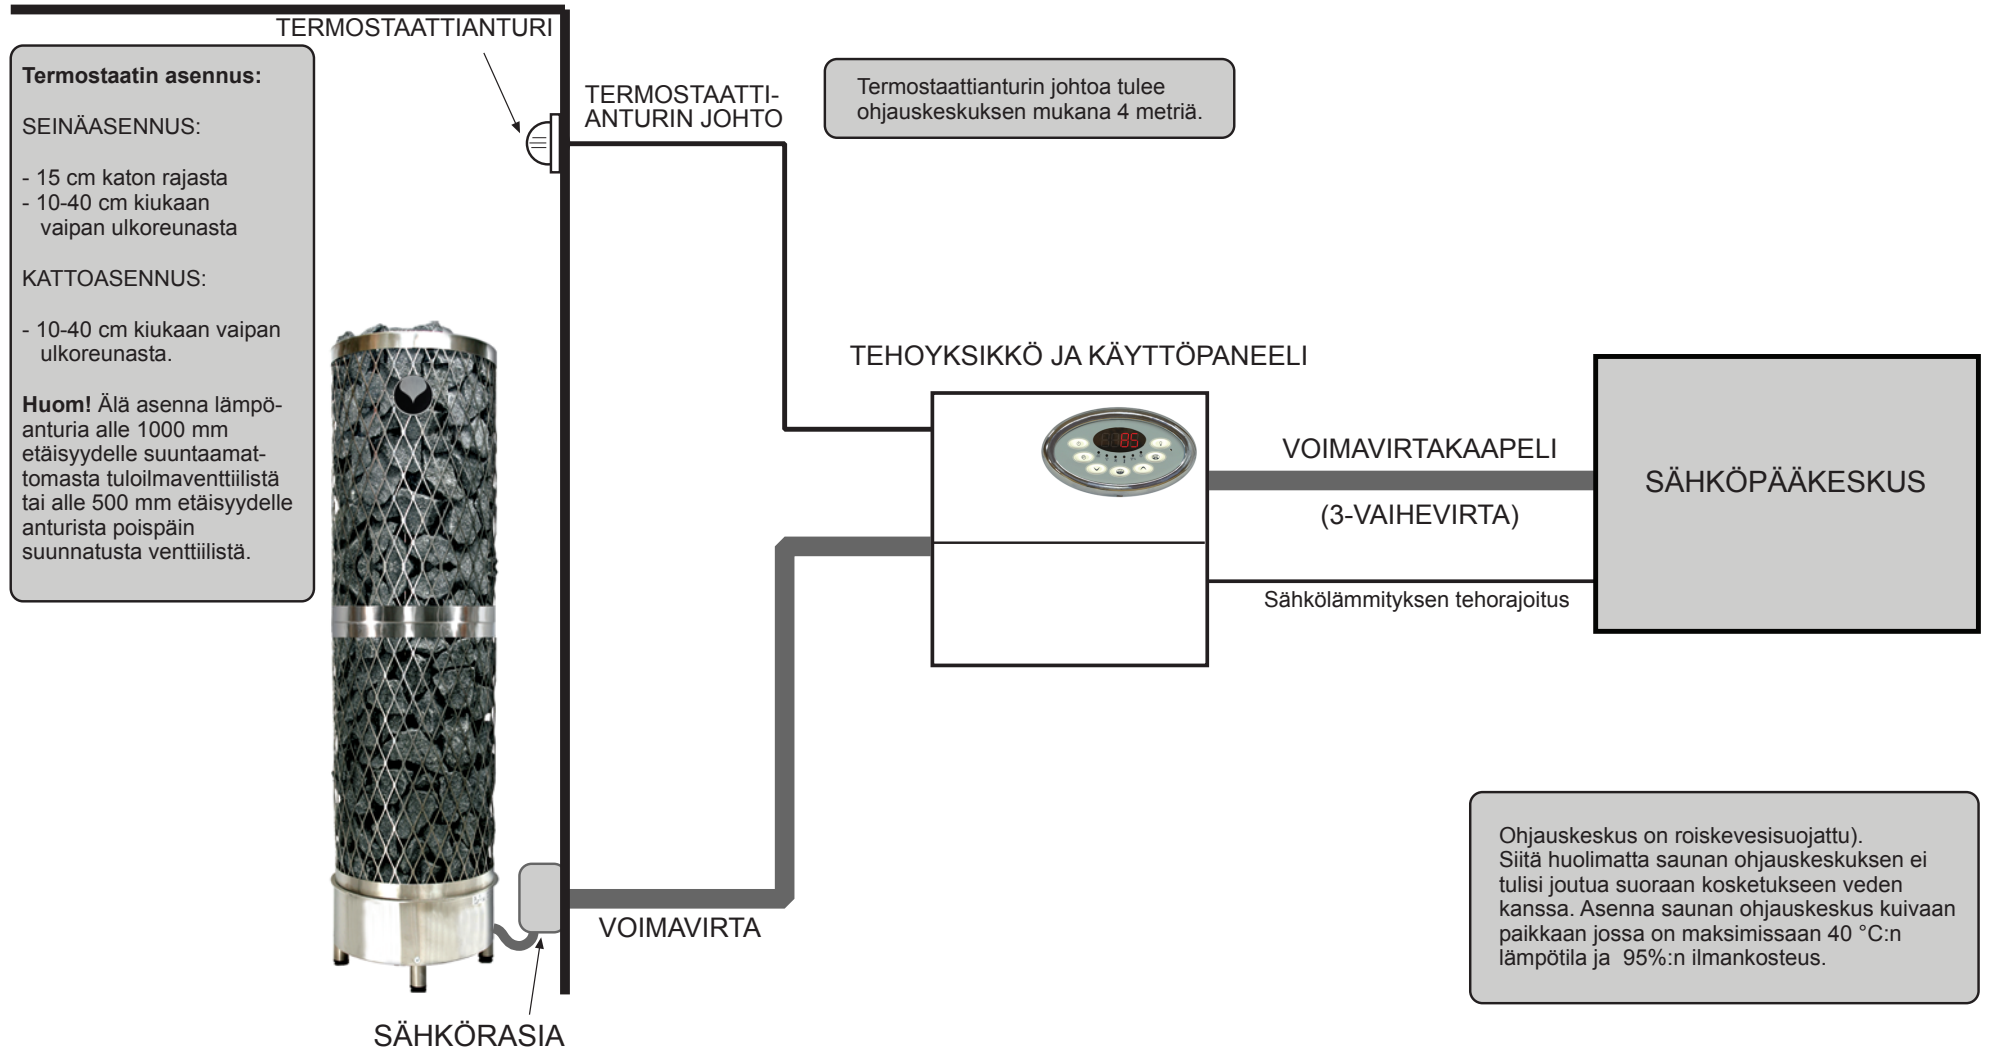 TERMOSTAATTIANTURI
Termostaatin asennus:
SEINÄASENNUS:
- 15 cm katon rajasta
- 10-40 cm kiukaan
vaipan ulkoreunasta
KATTOASENNUS:
- 10-40 cm kiukaan vaipan
ulkoreunasta.
Huom! Älä asenna lämpö-
anturia alle 1000 mm
etäisyydelle suuntaamat-
tomasta tuloilmaventtiilistä
tai alle 500 mm etäisyydelle
anturista poispäin
suunnatusta venttiilistä.
TERMOSTAATTI-
ANTURIN JOHTO
Termostaattianturin johtoa tulee
ohjauskeskuksen mukana 4 metriä.
TEHOYKSIKKÖ JA KÄYTTÖPANEELI
85
VOIMAVIRTAKAAPELI
(3-VAIHEVIRTA)
Sähkölämmityksen tehorajoitus
SÄHKÖPÄÄKESKUS
VOIMAVIRTA
SÄHKÖRASIA
Ohjauskeskus on roiskevesisuojattu).
Siitä huolimatta saunan ohjauskeskuksen ei
tulisi joutua suoraan kosketukseen veden
kanssa. Asenna saunan ohjauskeskus kuivaan
paikkaan jossa on maksimissaan 40 °C:n
lämpötila ja  95%:n ilmankosteus.